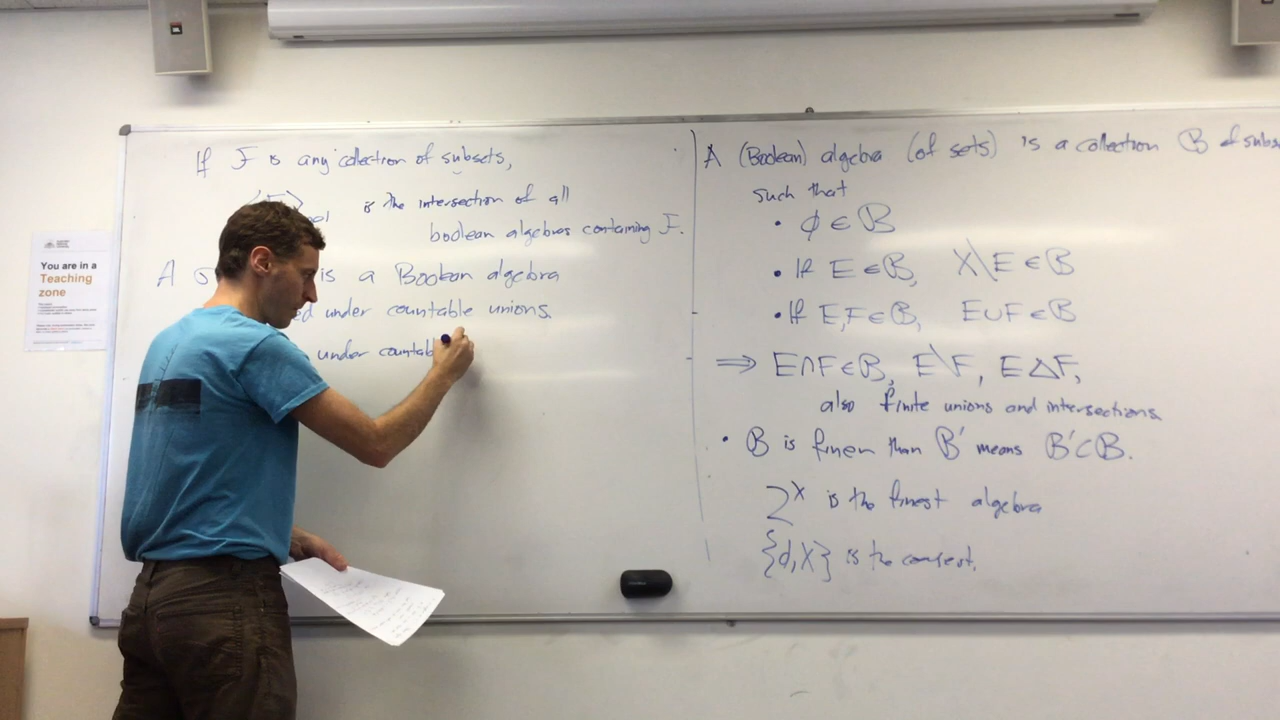 You are in a
Teaching
zone
If F is any collection of subsets,
is the intersection of all
boolean algebras containing F.
A σ is a Boolean algebra
under countable unions.
under
A (Boolean) algebra (of sets) is a collection B of
such that
• ∅ ∈ B
• If E ∈ B, X\E ∈ B
• If E,F ∈ B, E∪F ∈ B
⇒ E∩F ∈ B, E\F, E△F,
also finite unions and intersections
• B is finer than B' means B' ⊂ B.
2^X is the finest algebra
{∅,X} is the coarsest.